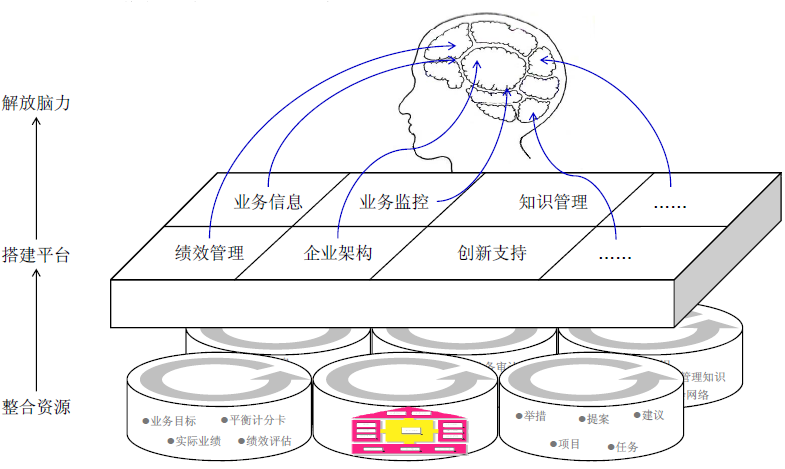 解放脑力
业务信息
业务监控
知识管理
……
搭建平台
绩效管理
企业架构
创新支持
……
管理知识
网络
整合资源
●业务目标
●平衡计分卡
●实际业绩
●绩效评估
●举措
●提案
●建议
●项目
●任务